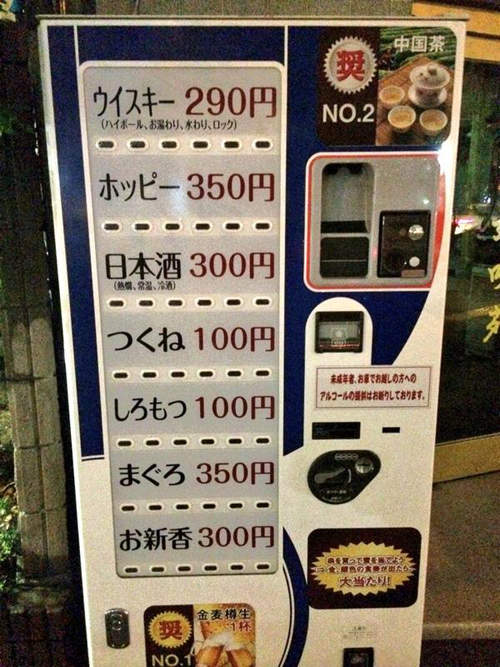 ウイスキー 290円
(ハイボール、お湯わり、水わり、ロック)
ホッピー 350円
日本酒 300円
(熱燗、常温、冷酒)
つくね 100円
しろもつ 100円
まぐろ 350円
お新香 300円
奨
中国茶
NO.2
未成年者、お車でお越しの方への
アルコールの提供はお断りしております。
大当たり!
奨
金麦樽生
1杯
NO.1